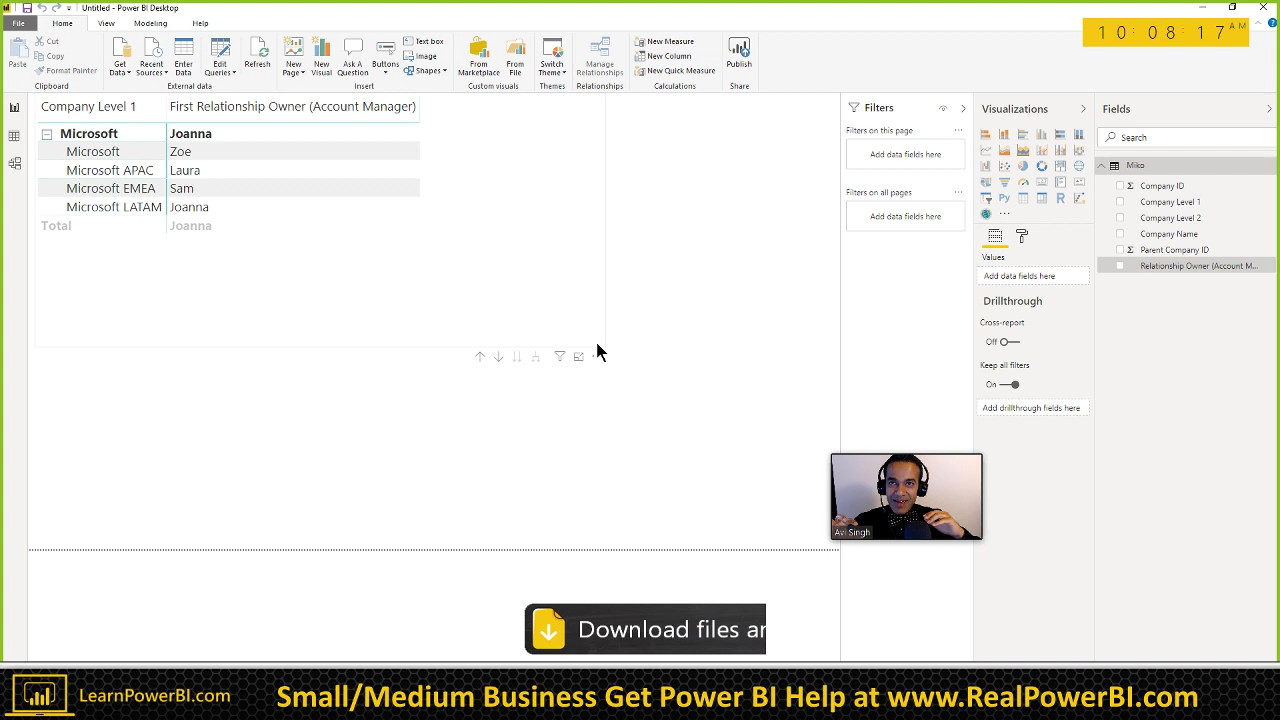 Untitled - Power BI Desktop
File
Home
View
Modeling
Help
10:08:17 AM
Paste
Cut
Copy
Format Painter
Clipboard
Get Data
Recent Sources
Enter Data
Edit Queries
Refresh
External data
New Page
New Visual
Ask A Question
Buttons
Text box
Image
Shapes
Insert
From Marketplace
From File
Custom visuals
Switch Theme
Themes
Manage Relationships
Relationships
New Measure
New Column
New Quick Measure
Calculations
Publish
Share
Company Level 1 First Relationship Owner (Account Manager)
Microsoft Joanna
Microsoft Zoe
Microsoft APAC Laura
Microsoft EMEA Sam
Microsoft LATAM Joanna
Total Joanna
Filters
Filters on this page
Add data fields here
Filters on all pages
Add data fields here
Visualizations
Py
R
Values
Add data fields here
Drillthrough
Cross-report
Off
Keep all filters
On
Add drillthrough fields here
Fields
Search
Miko
Company ID
Company Level 1
Company Level 2
Company Name
Parent Company ID
Relationship Owner (Account M...
Avi Singh
Download files ar
LearnPowerBI.com
Small/Medium Business Get Power BI Help at www.RealPowerBI.com